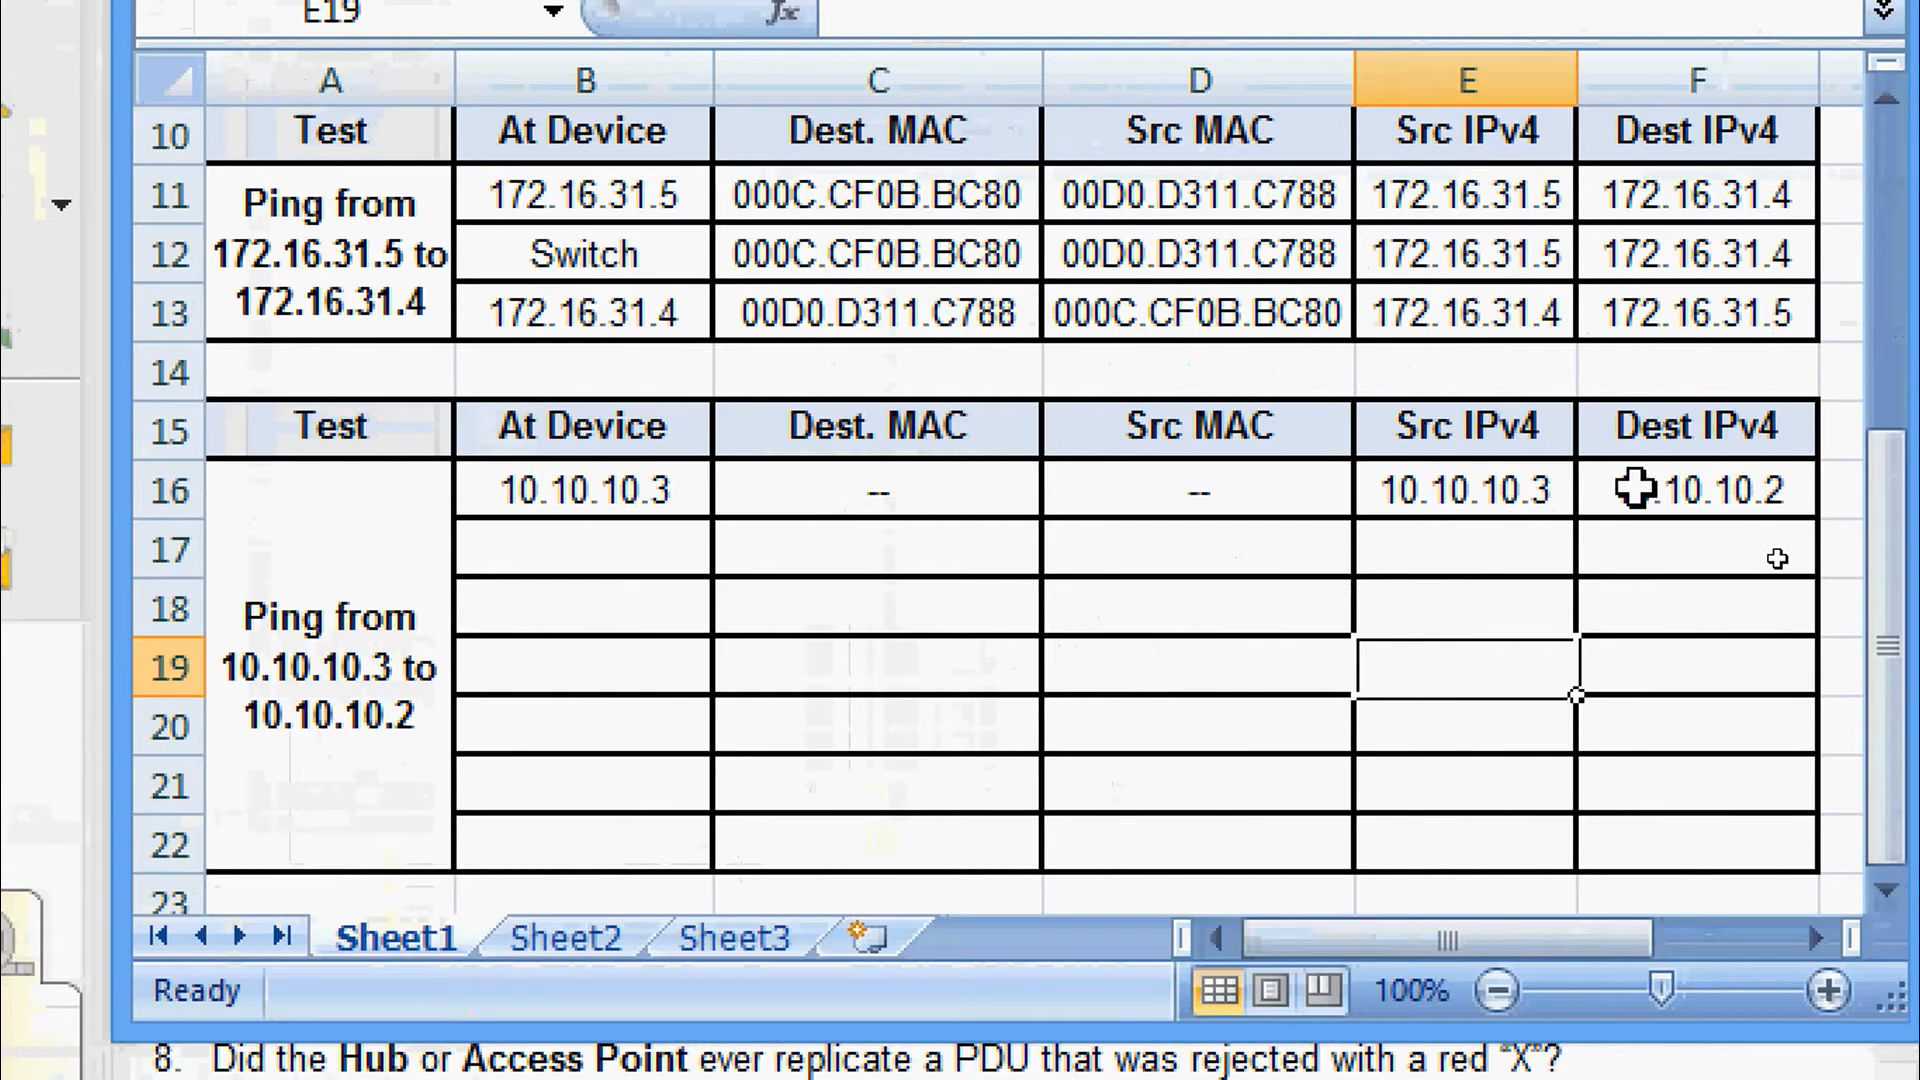 E19 fx
A B C D E F
10 Test At Device Dest. MAC Src MAC Src IPv4 Dest IPv4
11 Ping from 172.16.31.5 to 172.16.31.4 172.16.31.5 000C.CF0B.BC80 00D0.D311.C788 172.16.31.5 172.16.31.4
12 Switch 000C.CF0B.BC80 00D0.D311.C788 172.16.31.5 172.16.31.4
13 172.16.31.4 00D0.D311.C788 000C.CF0B.BC80 172.16.31.4 172.16.31.5
14
15 Test At Device Dest. MAC Src MAC Src IPv4 Dest IPv4
16 Ping from 10.10.10.3 to 10.10.10.2 10.10.10.3 -- -- 10.10.10.3 .10.10.2
17
18
19
20
21
22
23
Sheet1 Sheet2 Sheet3
Ready 100%
8. Did the Hub or Access Point ever replicate a PDU that was rejected with a red “X”?